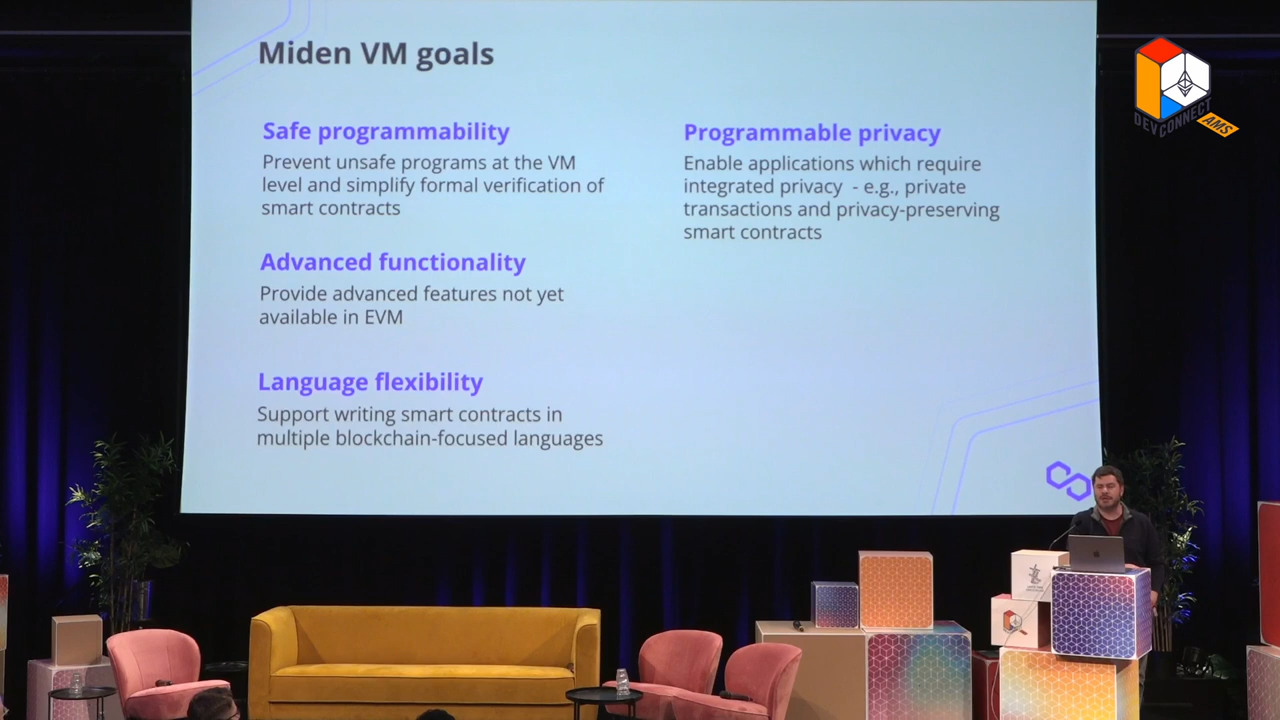 Miden VM goals
Safe programmability
Prevent unsafe programs at the VM
level and simplify formal verification of
smart contracts
Advanced functionality
Provide advanced features not yet
available in EVM
Language flexibility
Support writing smart contracts in
multiple blockchain-focused languages
Programmable privacy
Enable applications which require
integrated privacy - e.g., private
transactions and privacy-preserving
smart contracts
DEVCONNECT
AMS